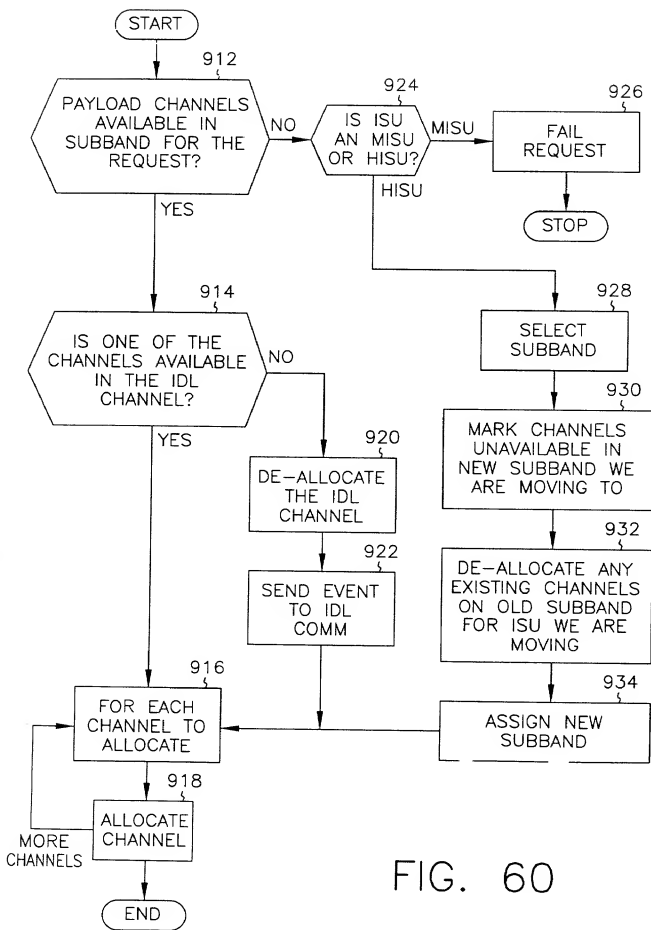 START
912
PAYLOAD CHANNELS
AVAILABLE IN
SUBBAND FOR THE
REQUEST?
NO
YES
924
IS ISU
AN MISU
OR HISU?
MISU
HISU
926
FAIL
REQUEST
STOP
914
IS ONE OF THE
CHANNELS AVAILABLE
IN THE IDL
CHANNEL?
NO
YES
928
SELECT
SUBBAND
930
MARK CHANNELS
UNAVAILABLE IN
NEW SUBBAND WE
ARE MOVING TO
920
DE-ALLOCATE
THE IDL
CHANNEL
922
SEND EVENT
TO IDL
COMM
932
DE-ALLOCATE ANY
EXISTING CHANNELS
ON OLD SUBBAND
FOR ISU WE ARE
MOVING
934
ASSIGN NEW
SUBBAND
916
FOR EACH
CHANNEL TO
ALLOCATE
918
ALLOCATE
CHANNEL
MORE
CHANNELS
END
FIG. 60